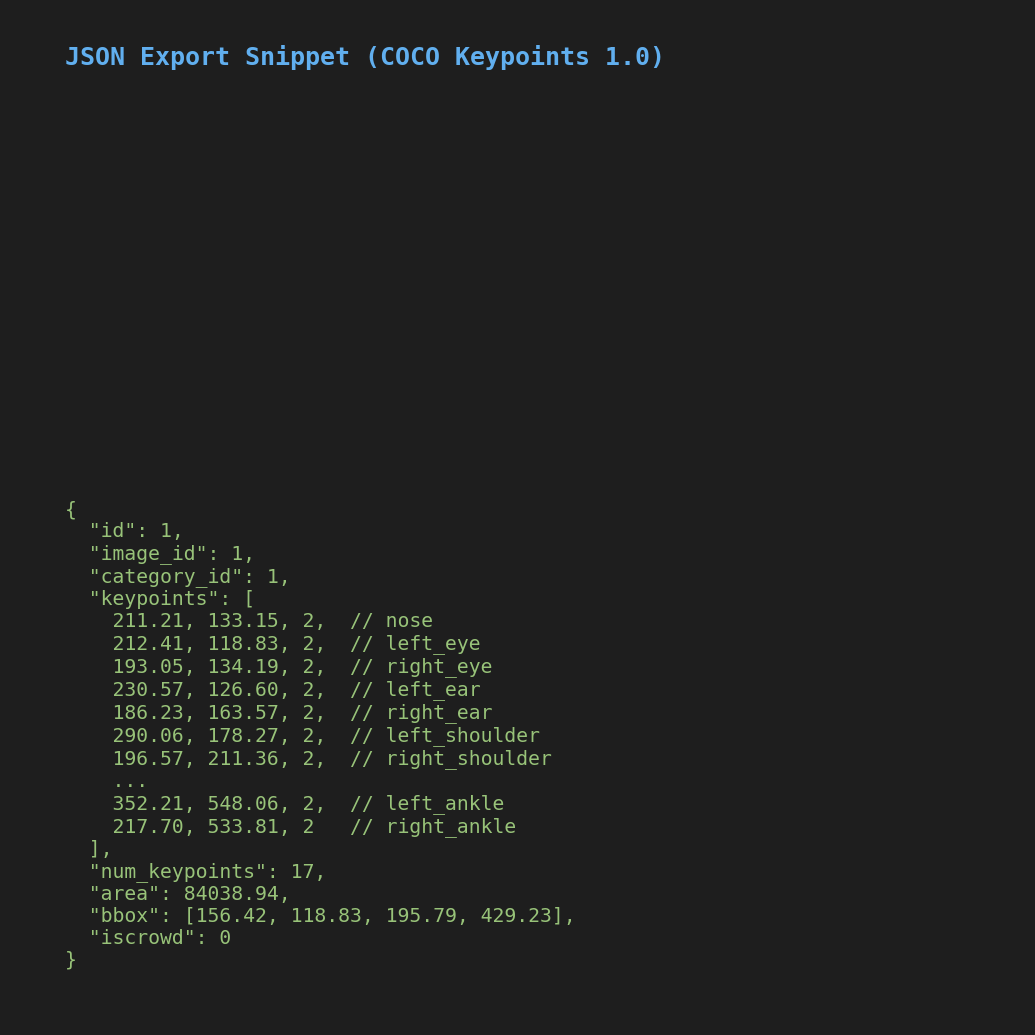 JSON Export Snippet (COCO Keypoints 1.0)
{
  "id": 1,
  "image_id": 1,
  "category_id": 1,
  "keypoints": [
    211.21, 133.15, 2,  // nose
    212.41, 118.83, 2,  // left_eye
    193.05, 134.19, 2,  // right_eye
    230.57, 126.60, 2,  // left_ear
    186.23, 163.57, 2,  // right_ear
    290.06, 178.27, 2,  // left_shoulder
    196.57, 211.36, 2,  // right_shoulder
    ...
    352.21, 548.06, 2,  // left_ankle
    217.70, 533.81, 2   // right_ankle
  ],
  "num_keypoints": 17,
  "area": 84038.94,
  "bbox": [156.42, 118.83, 195.79, 429.23],
  "iscrowd": 0
}